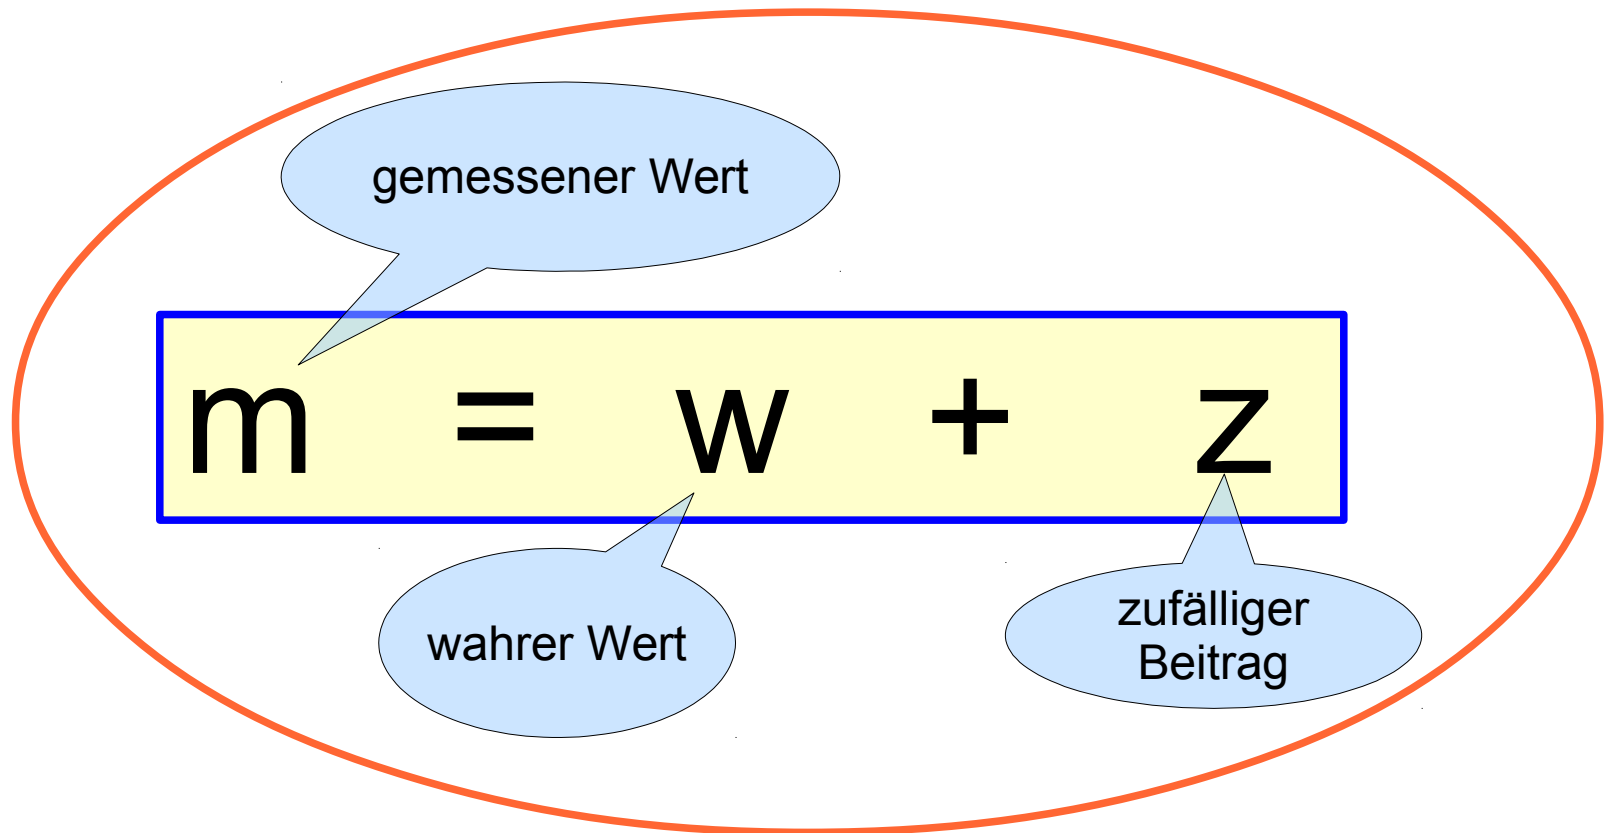 gemessener Wert
m = w + z
wahrer Wert
zufälliger
Beitrag